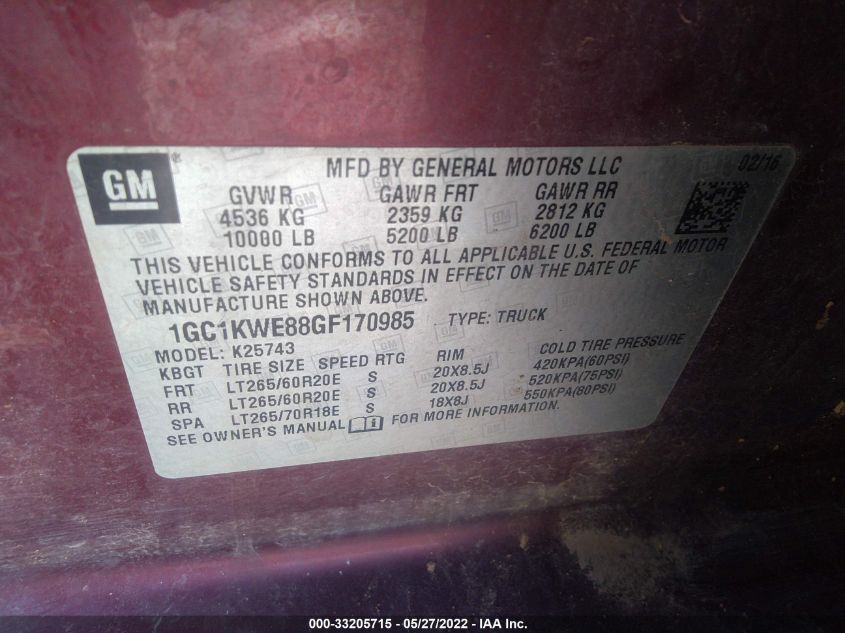 GM
MFD BY GENERAL MOTORS LLC 02/16
GVWR GAWR FRT GAWR RR
4536 KG 2359 KG 2812 KG
10000 LB 5200 LB 6200 LB
THIS VEHICLE CONFORMS TO ALL APPLICABLE U.S. FEDERAL MOTOR
VEHICLE SAFETY STANDARDS IN EFFECT ON THE DATE OF
MANUFACTURE SHOWN ABOVE.
1GC1KWE88GF170985 TYPE: TRUCK
MODEL: K25743
KBGT TIRE SIZE SPEED RTG RIM COLD TIRE PRESSURE
FRT LT265/60R20E S 20X8.5J 420KPA(60PSI)
RR LT265/60R20E S 20X8.5J 520KPA(75PSI)
SPA LT265/70R18E S 18X8J 550KPA(80PSI)
SEE OWNER'S MANUAL FOR MORE INFORMATION.
000-33205715 - 05/27/2022 - IAA Inc.